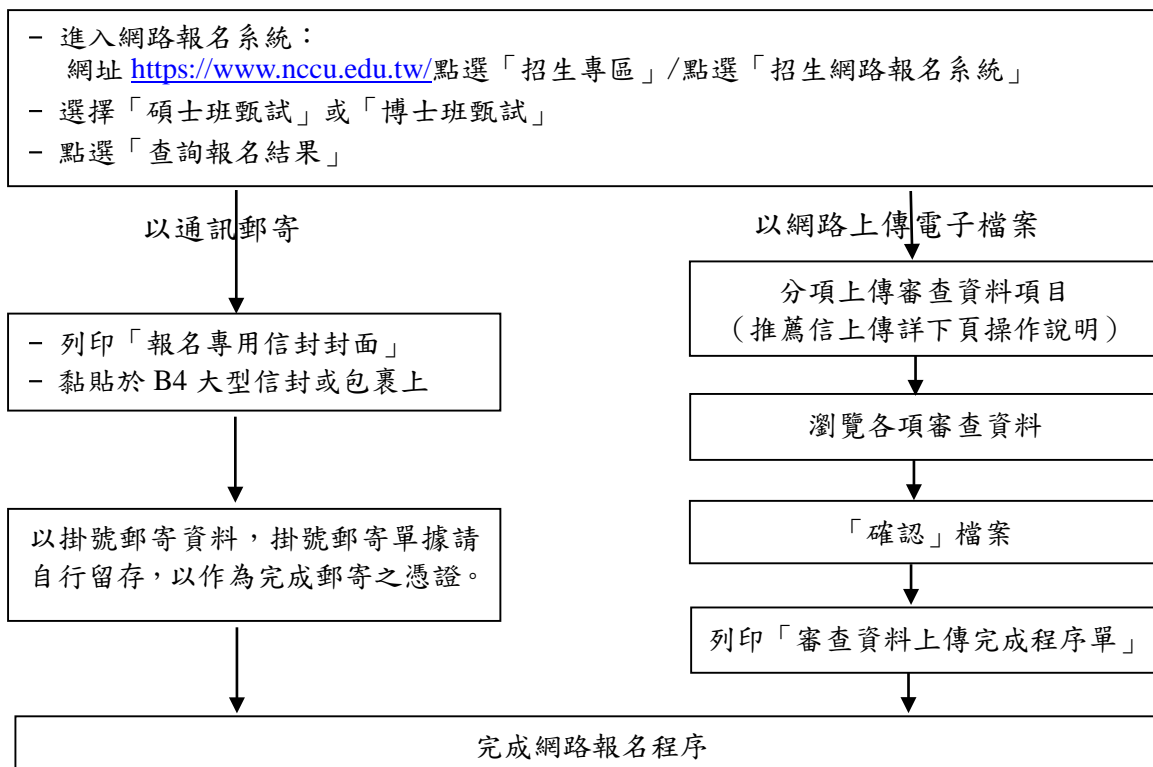 - 進入網路報名系統：
網址 https://www.nccu.edu.tw/點選「招生專區」/點選「招生網路報名系統」
- 選擇「碩士班甄試」或「博士班甄試」
- 點選「查詢報名結果」
以通訊郵寄
- 列印「報名專用信封封面」
- 黏貼於 B4 大型信封或包裹上
以掛號郵寄資料，掛號郵寄單據請
自行留存，以作為完成郵寄之憑證。
以網路上傳電子檔案
分項上傳審查資料項目
（推薦信上傳詳下頁操作說明）
瀏覽各項審查資料
「確認」檔案
列印「審查資料上傳完成程序單」
完成網路報名程序